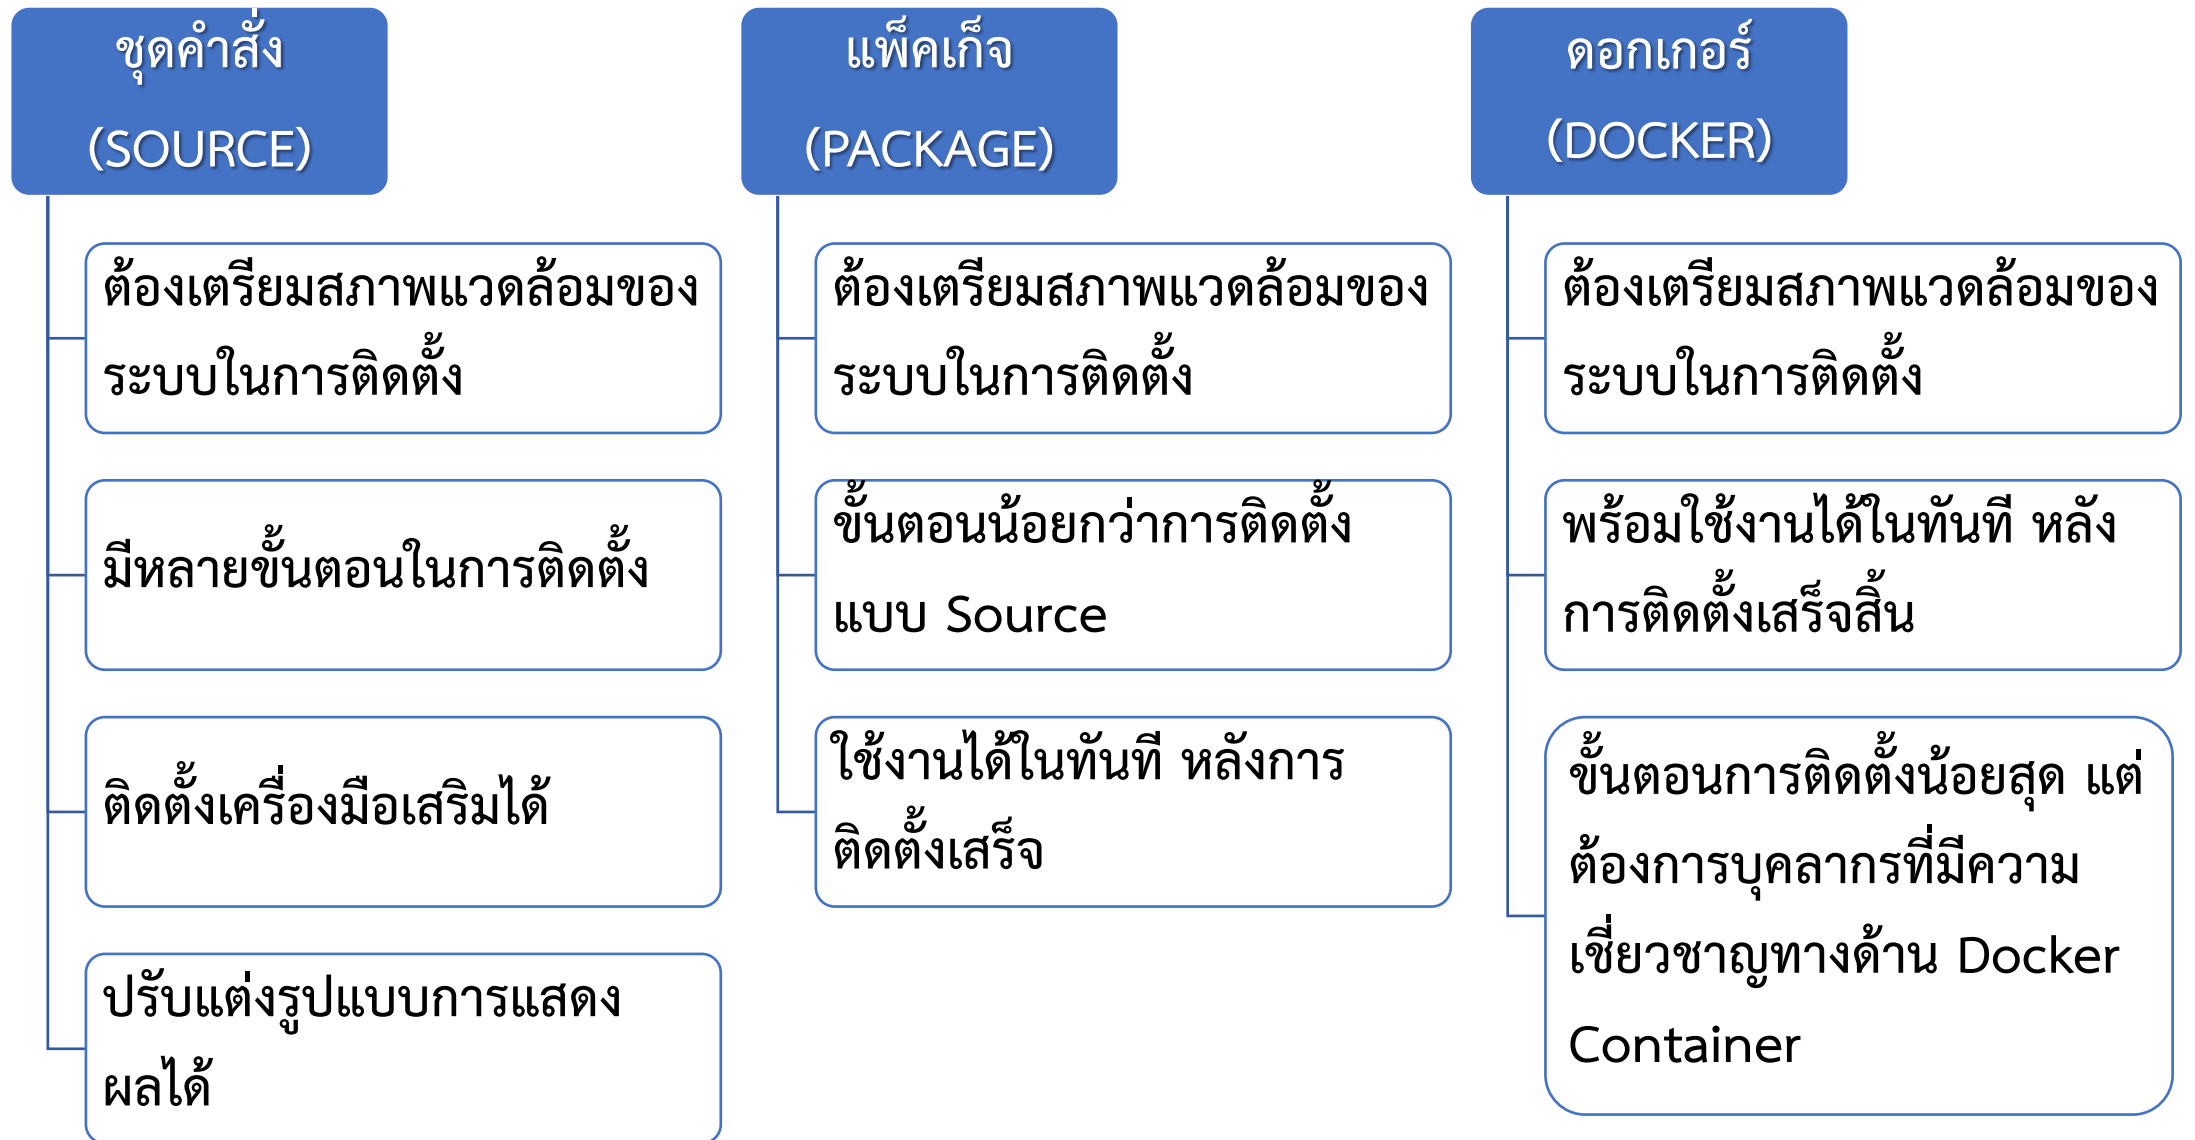 ชุดคำสั่ง
(SOURCE)
ต้องเตรียมสภาพแวดล้อมของ
ระบบในการติดตั้ง
มีหลายขั้นตอนในการติดตั้ง
ติดตั้งเครื่องมือเสริมได้
ปรับแต่งรูปแบบการแสดง
ผลได้
แพ็คเก็จ
(PACKAGE)
ต้องเตรียมสภาพแวดล้อมของ
ระบบในการติดตั้ง
ขั้นตอนน้อยกว่าการติดตั้ง
แบบ Source
ใช้งานได้ในทันที หลังการ
ติดตั้งเสร็จ
ดอกเกอร์
(DOCKER)
ต้องเตรียมสภาพแวดล้อมของ
ระบบในการติดตั้ง
พร้อมใช้งานได้ในทันที หลัง
การติดตั้งเสร็จสิ้น
ขั้นตอนการติดตั้งน้อยสุด แต่
ต้องการบุคลากรที่มีความ
เชี่ยวชาญทางด้าน Docker
Container